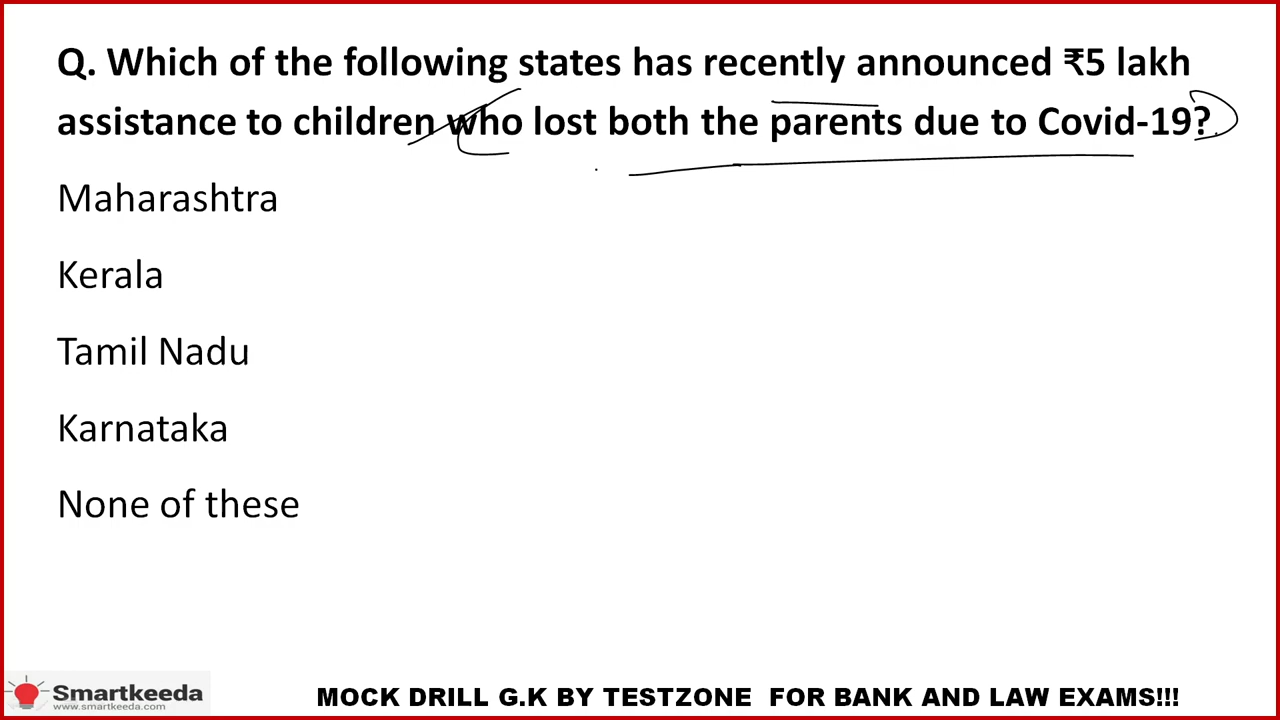 Q. Which of the following states has recently announced ₹5 lakh
assistance to children who lost both the parents due to Covid-19?
Maharashtra
Kerala
Tamil Nadu
Karnataka
None of these
Smartkeeda
www.smartkeeda.com
MOCK DRILL G.K BY TESTZONE FOR BANK AND LAW EXAMS!!!